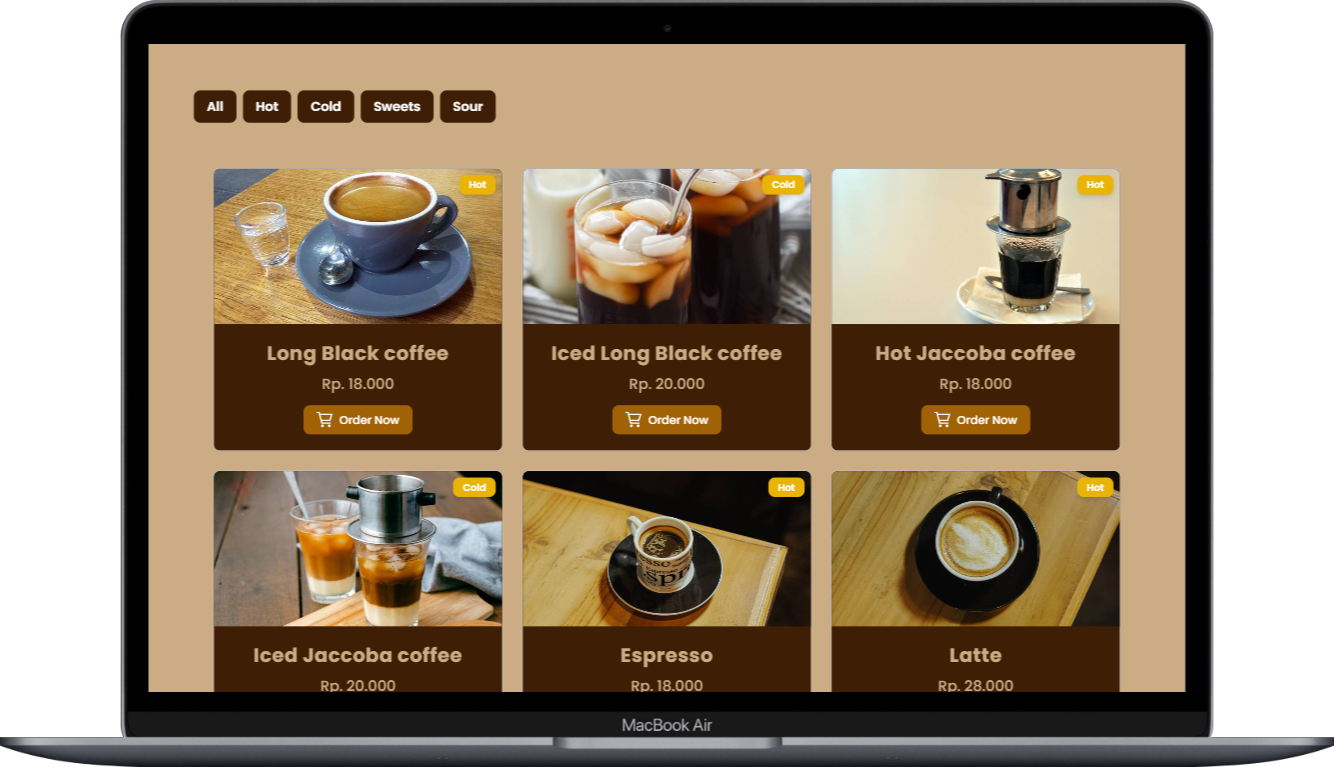 All Hot Cold Sweets Sour
Hot
Cold
Hot
Long Black coffee
Rp. 18.000
Order Now
Iced Long Black coffee
Rp. 20.000
Order Now
Hot Jaccoba coffee
Rp. 18.000
Order Now
Cold
Hot
Hot
Iced Jaccoba coffee
Rp. 20.000
Espresso
Rp. 18.000
Latte
Rp. 28.000
MacBook Air